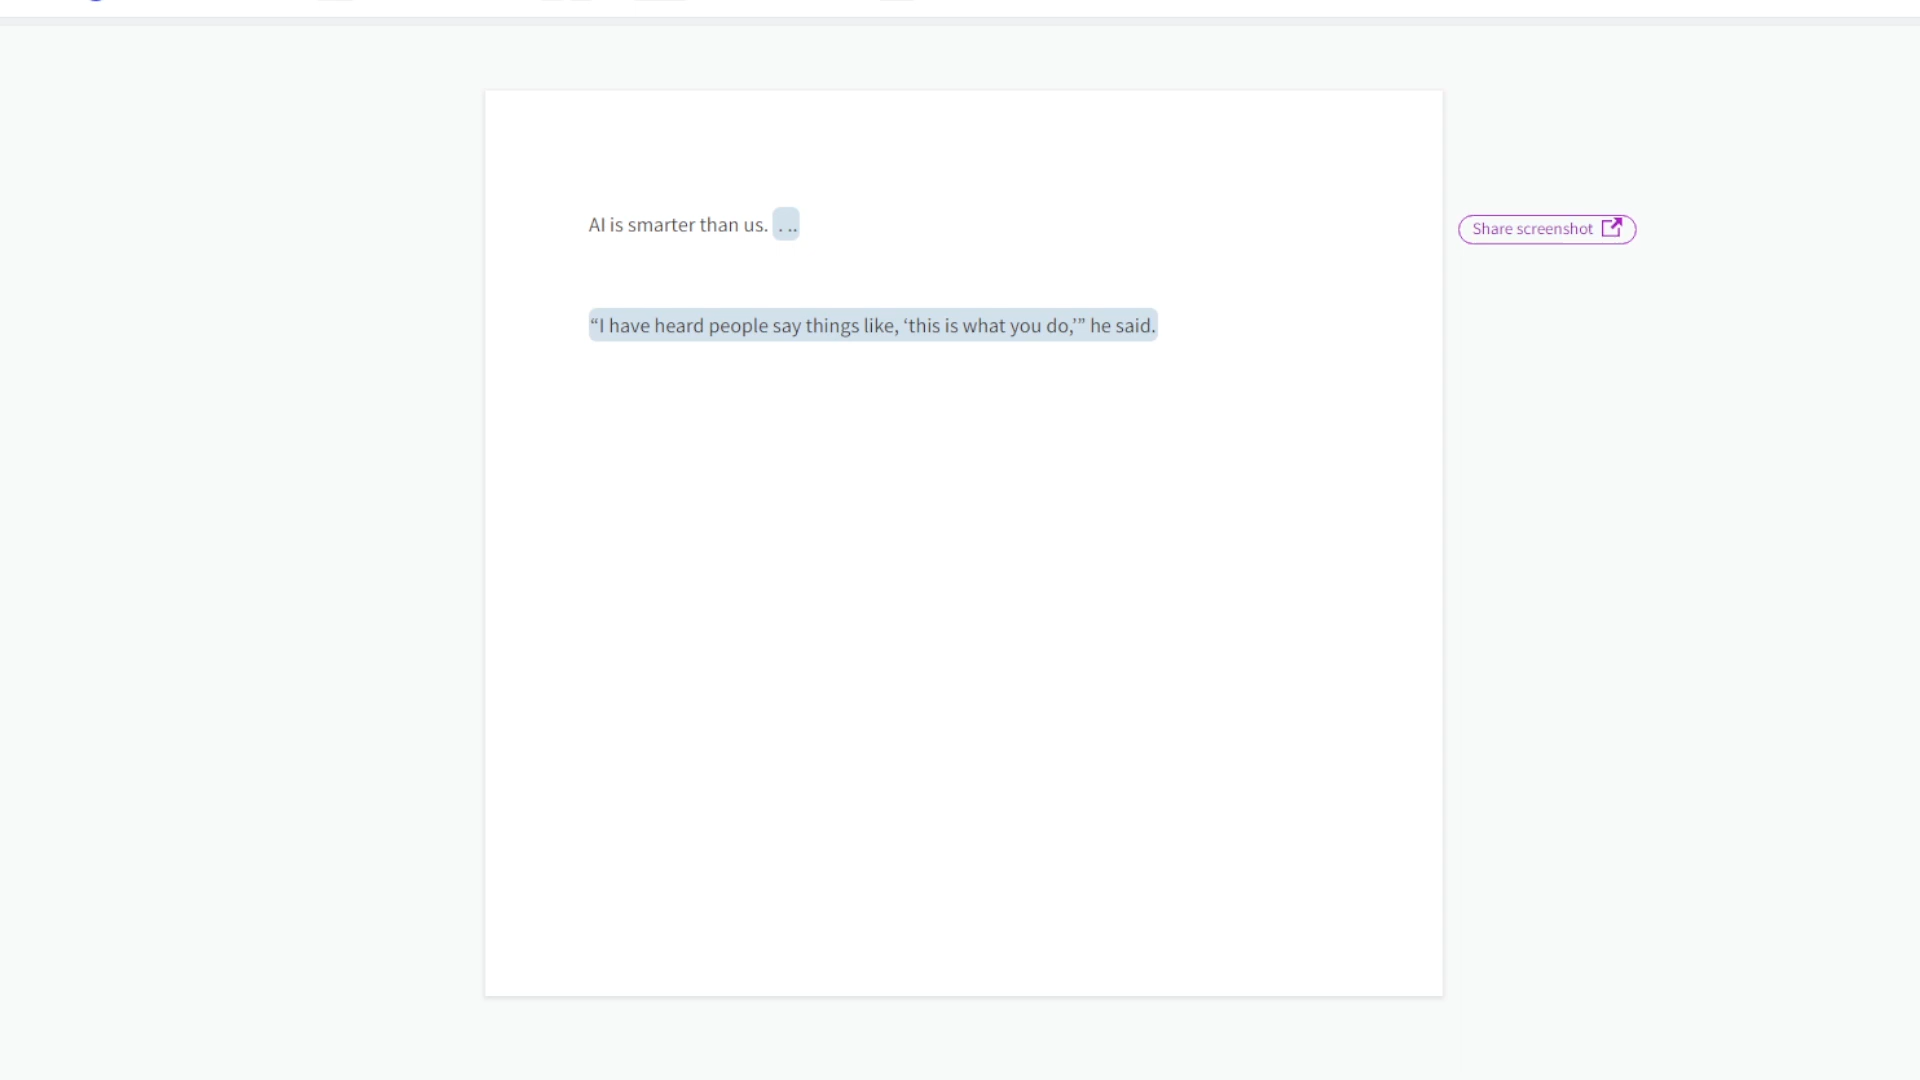 AI is smarter than us. . ..
Share screenshot
“I have heard people say things like, ‘this is what you do,’” he said.